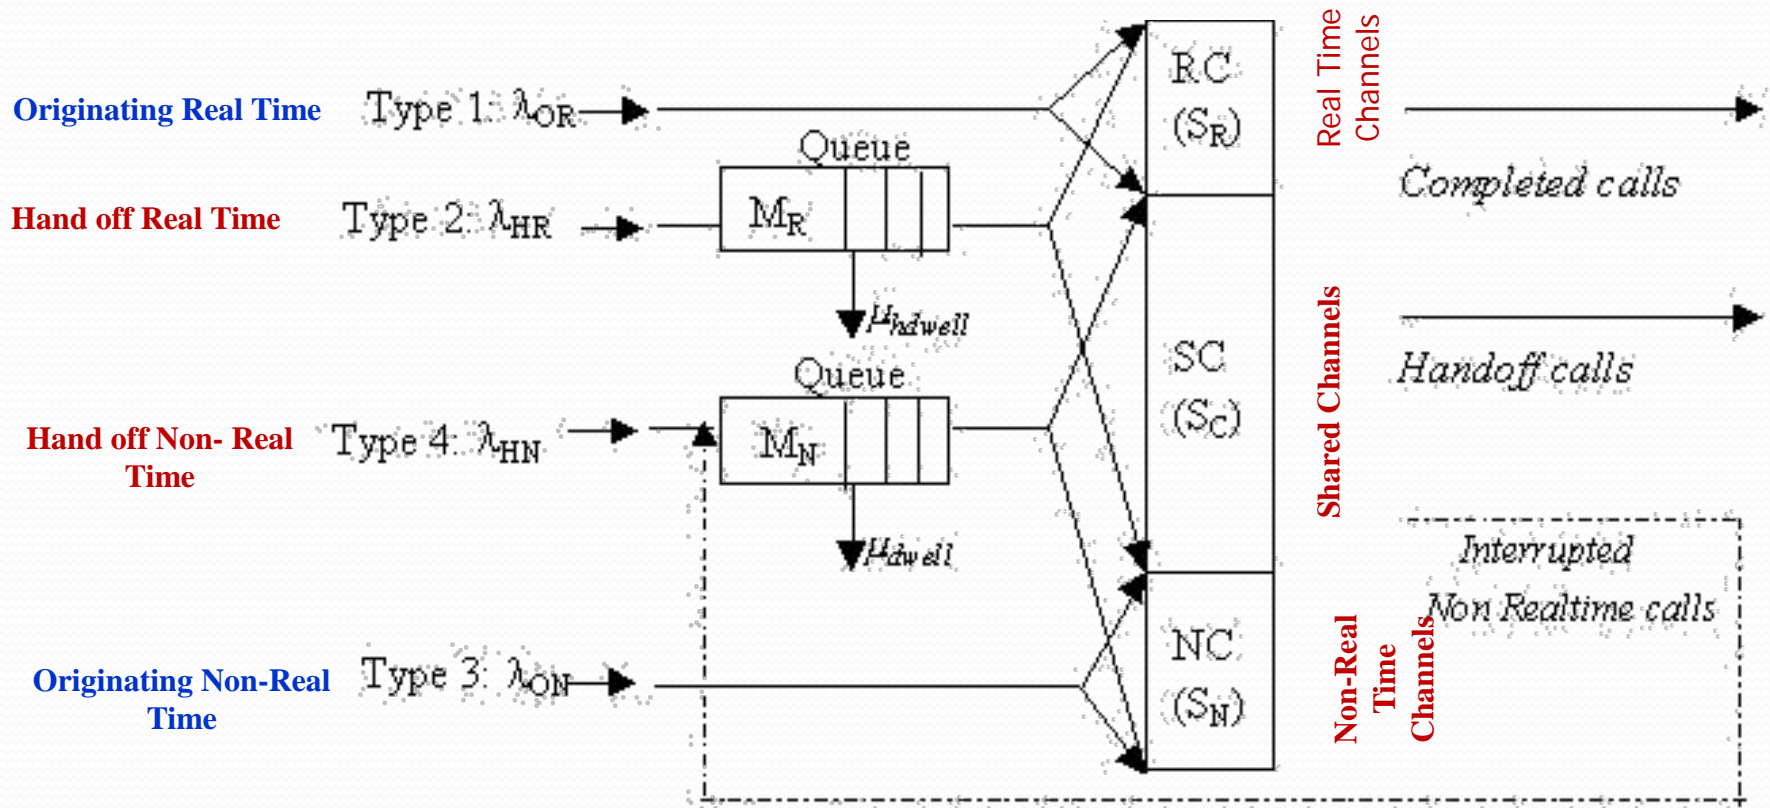 Originating Real Time
Type 1: λOR
Queue
Hand off Real Time
Type 2: λHR
MR
μhdwell
Queue
Hand off Non- Real
Time
Type 4: λHN
MN
μdwell
Originating Non-Real
Time
Type 3: λON
RC
(SR)
SC
(SC)
NC
(SN)
Real Time
Channels
Shared Channels
Non-Real
Time
Channels
Completed calls
Handoff calls
Interrupted
Non Realtime calls